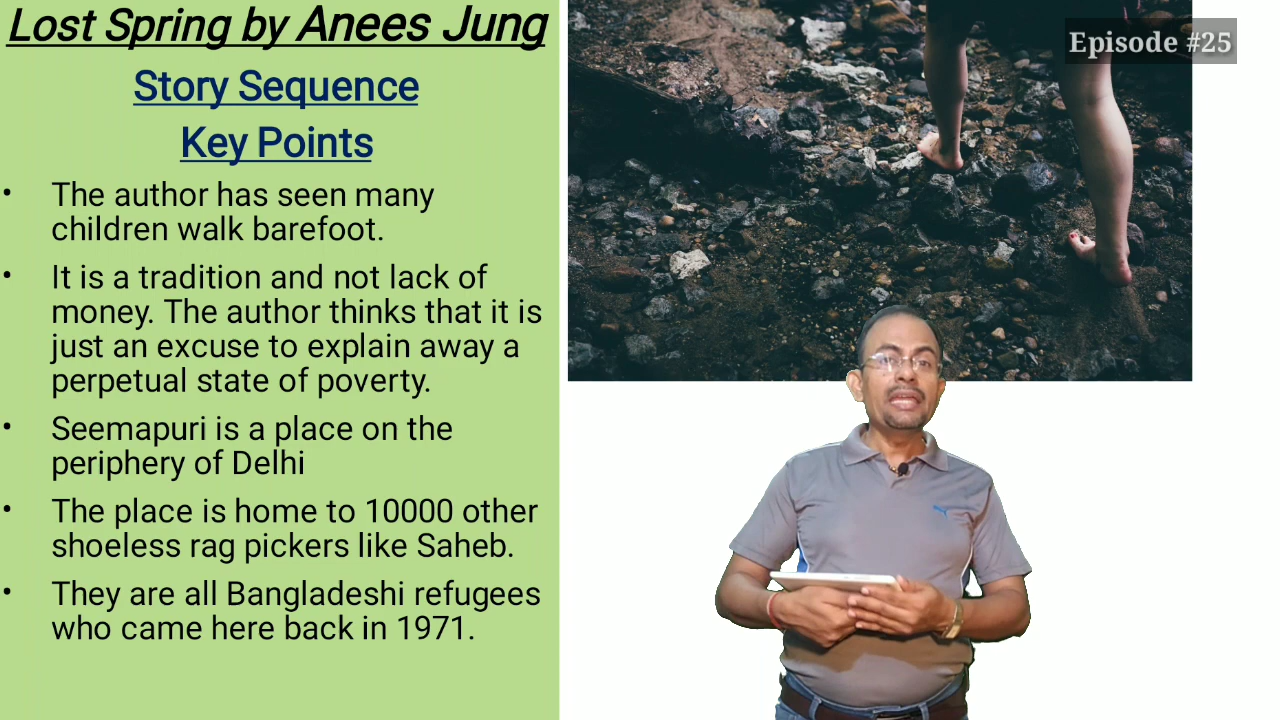 Lost Spring by Anees Jung
Episode #25
Story Sequence
Key Points
• The author has seen many
children walk barefoot.
• It is a tradition and not lack of
money. The author thinks that it is
just an excuse to explain away a
perpetual state of poverty.
• Seemapuri is a place on the
periphery of Delhi
• The place is home to 10000 other
shoeless rag pickers like Saheb.
• They are all Bangladeshi refugees
who came here back in 1971.